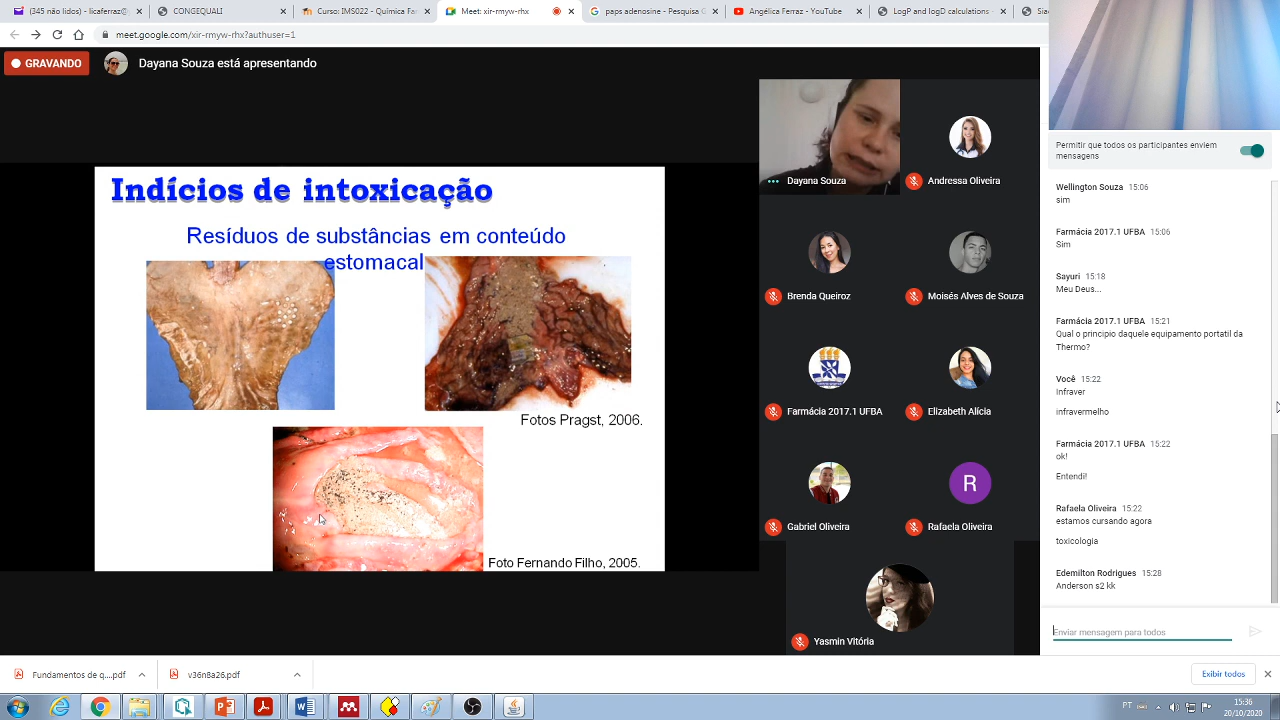 (345 não lidos) - licaferraz@
CONGEQUALI
Curso: IMS022 - Química Fa
Meet: xir-rmyw-rhx
paps adenosine - Pesquisa G
Angélica Ferraz - YouTube
LogP and logD calculations -
meet.google.com/xir-rmyw-rhx?authuser=1
GRAVANDO
Dayana Souza está apresentando
Indícios de intoxicação
Resíduos de substâncias em conteúdo
estomacal
Fotos Pragst, 2006.
Foto Fernando Filho, 2005.
Dayana Souza
Andressa Oliveira
Brenda Queiroz
Moisés Alves de Souza
Farmácia 2017.1 UFBA
Elizabeth Alícia
Gabriel Oliveira
R
Rafaela Oliveira
Yasmin Vitória
Permitir que todos os participantes enviem
mensagens
Wellington Souza 15:06
sim
Farmácia 2017.1 UFBA 15:06
Sim
Sayuri 15:18
Meu Deus...
Farmácia 2017.1 UFBA 15:21
Qual o principio daquele equipamento portatil da
Thermo?
Você 15:22
Infraver
infravermelho
Farmácia 2017.1 UFBA 15:22
ok!
Entendi!
Rafaela Oliveira 15:22
estamos cursando agora
toxicologia
Edemilton Rodrigues 15:28
Anderson s2 kk
Enviar mensagem para todos
Fundamentos de q....pdf
v36n8a26.pdf
Exibir todos
PT
15:36
20/10/2020